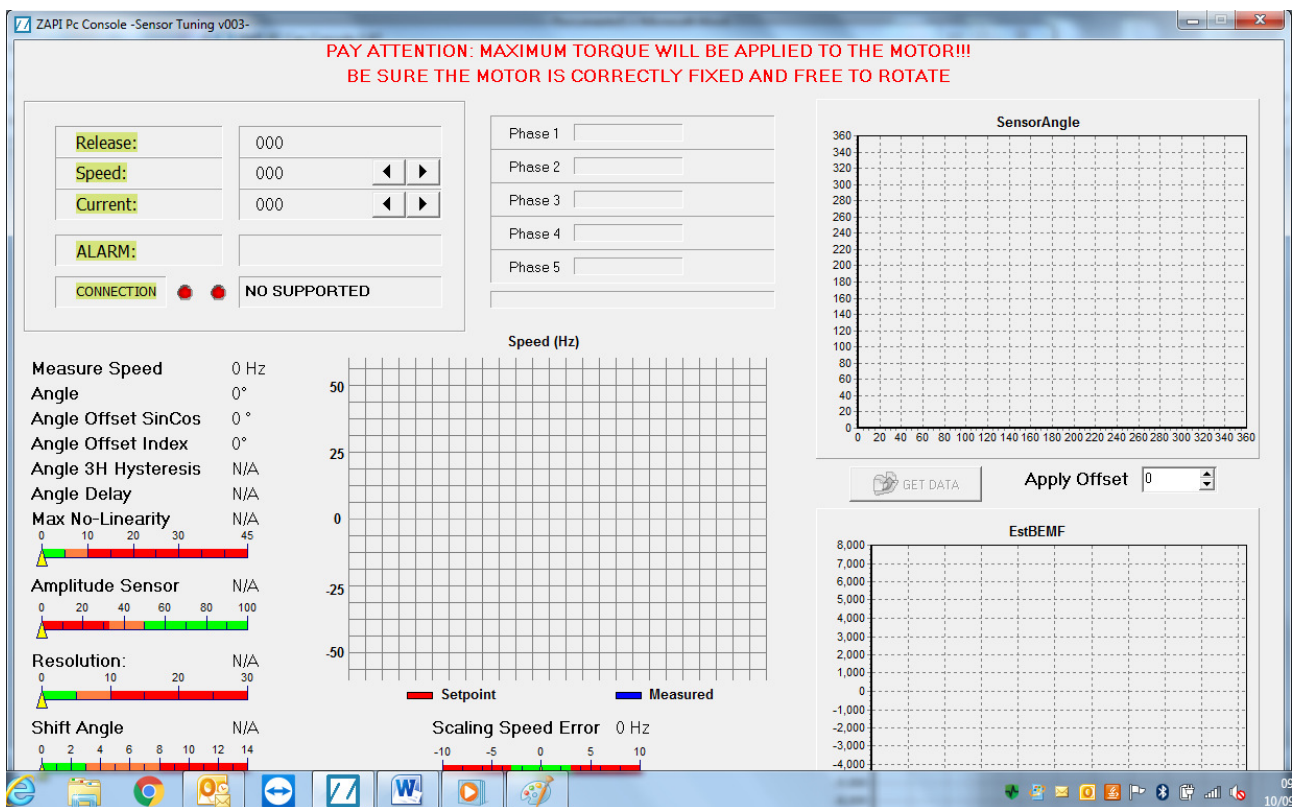 ZAPI Pc Console -Sensor Tuning v003-
PAY ATTENTION: MAXIMUM TORQUE WILL BE APPLIED TO THE MOTOR!!!
BE SURE THE MOTOR IS CORRECTLY FIXED AND FREE TO ROTATE
Release: 000
Speed: 000
Current: 000
ALARM:
CONNECTION NO SUPPORTED
Phase 1
Phase 2
Phase 3
Phase 4
Phase 5
SensorAngle
360
340
320
300
280
260
240
220
200
180
160
140
120
100
80
60
40
20
0
0 20 40 60 80 100 120 140 160 180 200 220 240 260 280 300 320 340 360
GET DATA
Apply Offset 0
Measure Speed 0 Hz
Angle 0°
Angle Offset SinCos 0 °
Angle Offset Index 0°
Angle 3H Hysteresis N/A
Angle Delay N/A
Max No-Linearity N/A
0 10 20 30 45
Amplitude Sensor N/A
0 20 40 60 80 100
Resolution: N/A
0 10 20 30
Shift Angle N/A
0 2 4 6 8 10 12 14
Speed (Hz)
50
25
0
-25
-50
Setpoint Measured
Scaling Speed Error 0 Hz
-10 -5 0 5 10
EstBEMF
8,000
7,000
6,000
5,000
4,000
3,000
2,000
1,000
0
-1,000
-2,000
-3,000
-4,000